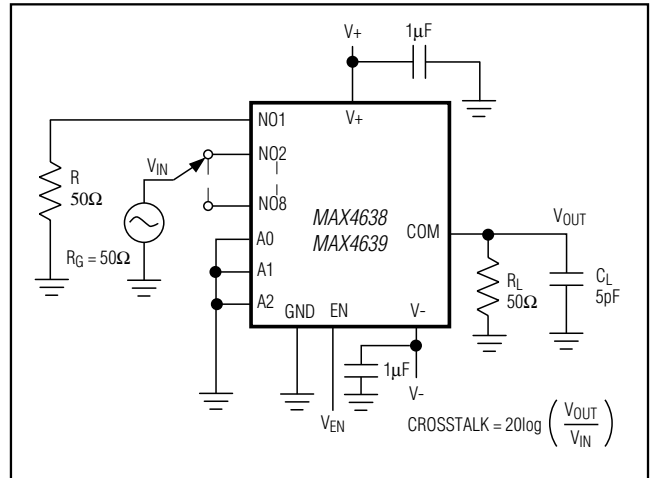 V+
1µF
V+
NO1
R
50Ω
VIN
NO2
NO8
RG = 50Ω
A0
A1
A2
MAX4638
MAX4639
COM
VOUT
RL
50Ω
CL
5pF
GND
EN
V-
1µF
V-
VEN
CROSSTALK = 20log ( VOUT / VIN )